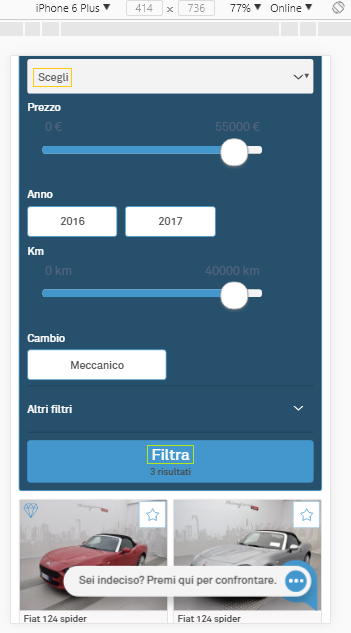 iPhone 6 Plus ▼ 414 x 736 77% ▼ Online ▼
Scegli
Prezzo
0 € 55000 €
Anno
2016 2017
Km
0 km 40000 km
Cambio
Meccanico
Altri filtri
Filtra
3 risultati
Sei indeciso? Premi qui per confrontare.
Fiat 124 spider Fiat 124 spider